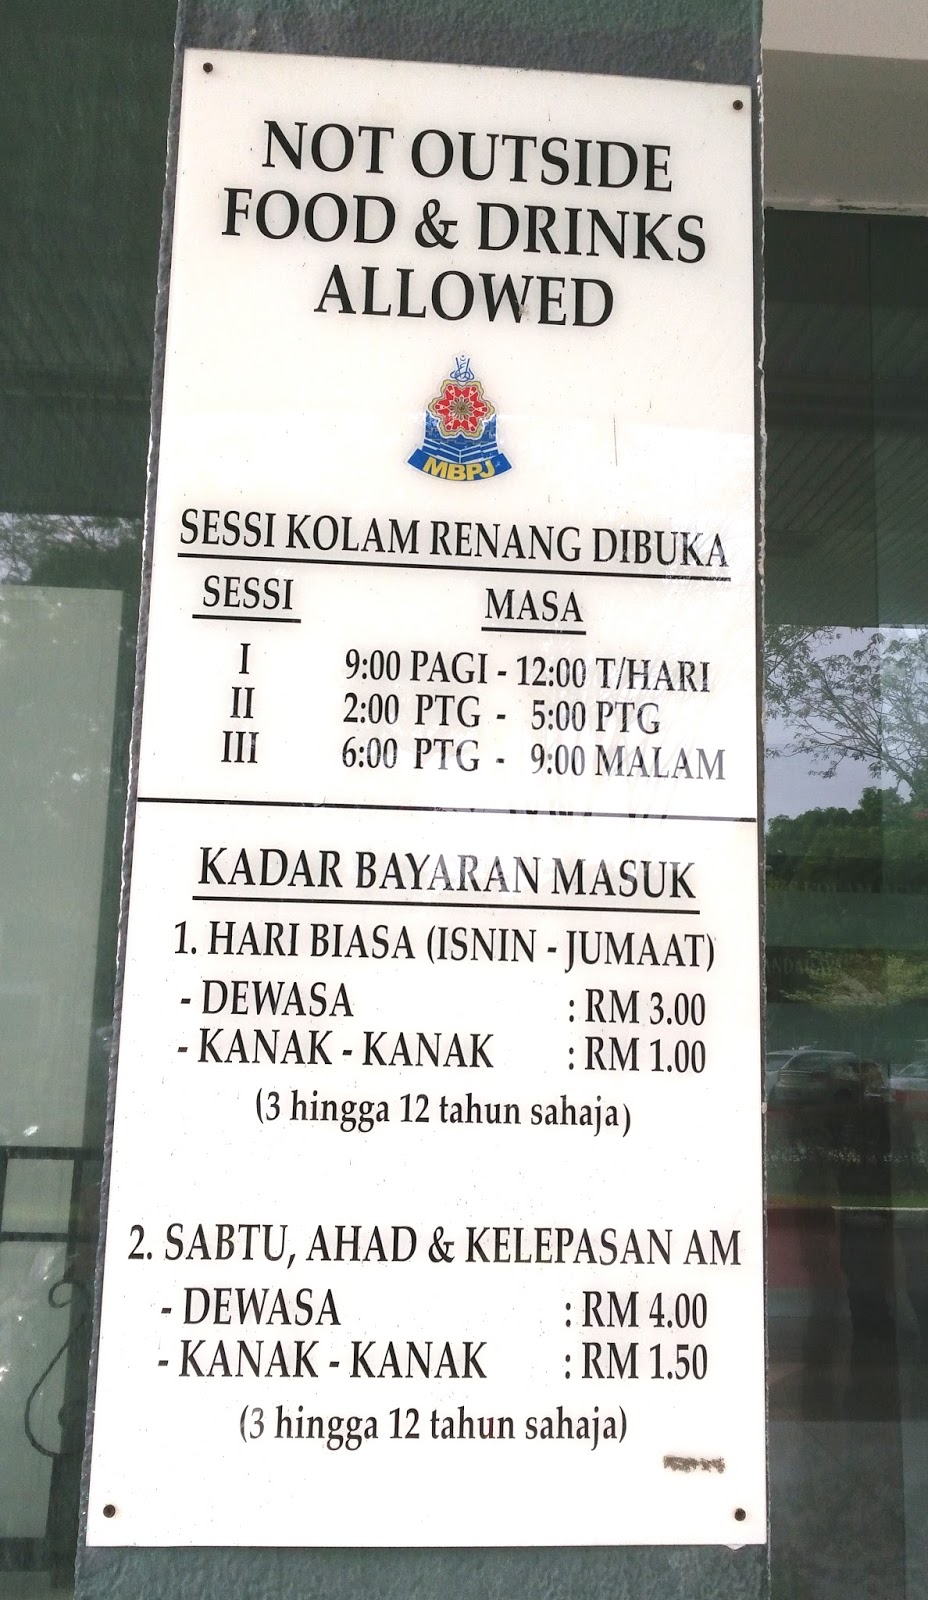 NOT OUTSIDE
FOOD & DRINKS
ALLOWED
MBPJ
SESSI KOLAM RENANG DIBUKA
SESSI MASA
I 9:00 PAGI - 12:00 T/HARI
II 2:00 PTG - 5:00 PTG
III 6:00 PTG - 9:00 MALAM
KADAR BAYARAN MASUK
1. HARI BIASA (ISNIN - JUMAAT)
- DEWASA : RM 3.00
- KANAK - KANAK : RM 1.00
(3 hingga 12 tahun sahaja)
2. SABTU, AHAD & KELEPASAN AM
- DEWASA : RM 4.00
- KANAK - KANAK : RM 1.50
(3 hingga 12 tahun sahaja)